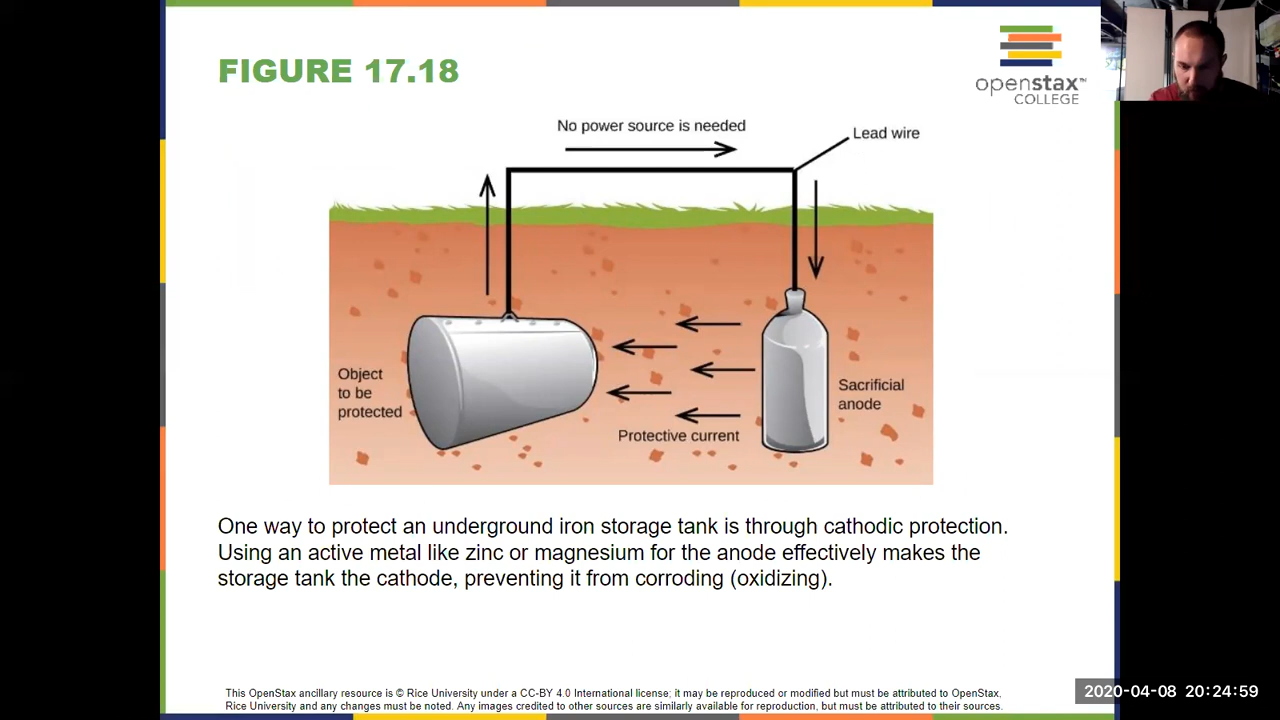 FIGURE 17.18
openstax™
COLLEGE
No power source is needed
Lead wire
Object
to be
protected
Sacrificial
anode
Protective current
One way to protect an underground iron storage tank is through cathodic protection.
Using an active metal like zinc or magnesium for the anode effectively makes the
storage tank the cathode, preventing it from corroding (oxidizing).
This OpenStax ancillary resource is © Rice University under a CC-BY 4.0 International license; it may be reproduced or modified but must be attributed to OpenStax,
Rice University and any changes must be noted. Any images credited to other sources are similarly available for reproduction, but must be attributed to their sources.
2020-04-08 20:24:59